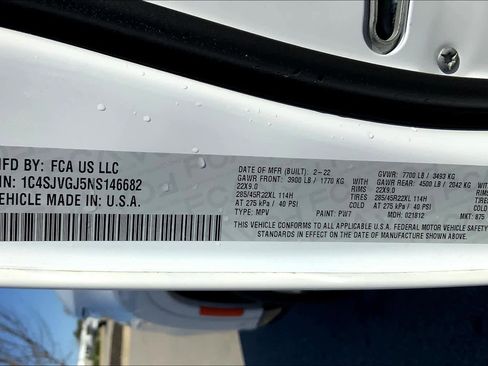 MFD BY: FCA US LLC
VIN: 1C4SJVGJ5NS146682
VEHICLE MADE IN: U.S.A.
DATE OF MFR (BUILT): 2-22 GVWR: 7700 LB / 3493 KG
GAWR FRONT: 3900 LB / 1770 KG GAWR REAR: 4500 LB / 2042 KG
22X9.0 22X9.0
285/45R22XL 114H TIRES 285/45R22XL 114H TIRES
AT 275 kPa / 40 PSI COLD AT 275 kPa / 40 PSI COLD
TYPE: MPV PAINT: PW7 MDH: 021812 MKT: 875
THIS VEHICLE CONFORMS TO ALL APPLICABLE U.S.A. FEDERAL MOTOR VEHICLE SAFETY
STANDARDS IN EFFECT ON THE DATE OF MANUFACTURE SHOWN ABOVE.